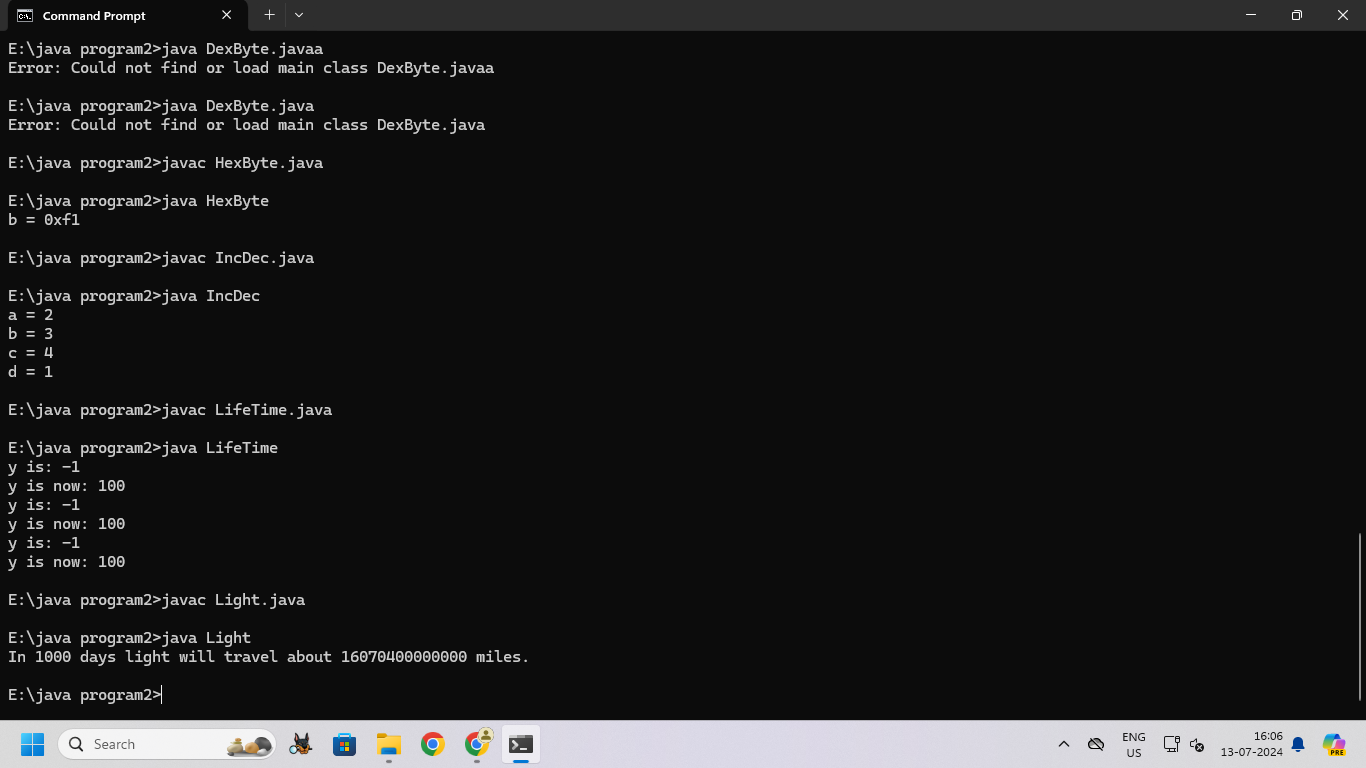 Command Prompt
E:\java program2>java DexByte.javaa
Error: Could not find or load main class DexByte.javaa
E:\java program2>java DexByte.java
Error: Could not find or load main class DexByte.java
E:\java program2>javac HexByte.java
E:\java program2>java HexByte
b = 0xf1
E:\java program2>javac IncDec.java
E:\java program2>java IncDec
a = 2
b = 3
c = 4
d = 1
E:\java program2>javac LifeTime.java
E:\java program2>java LifeTime
y is: -1
y is now: 100
y is: -1
y is now: 100
y is: -1
y is now: 100
E:\java program2>javac Light.java
E:\java program2>java Light
In 1000 days light will travel about 16070400000000 miles.
E:\java program2>
Search
ENG
US
16:06
13-07-2024
PRE